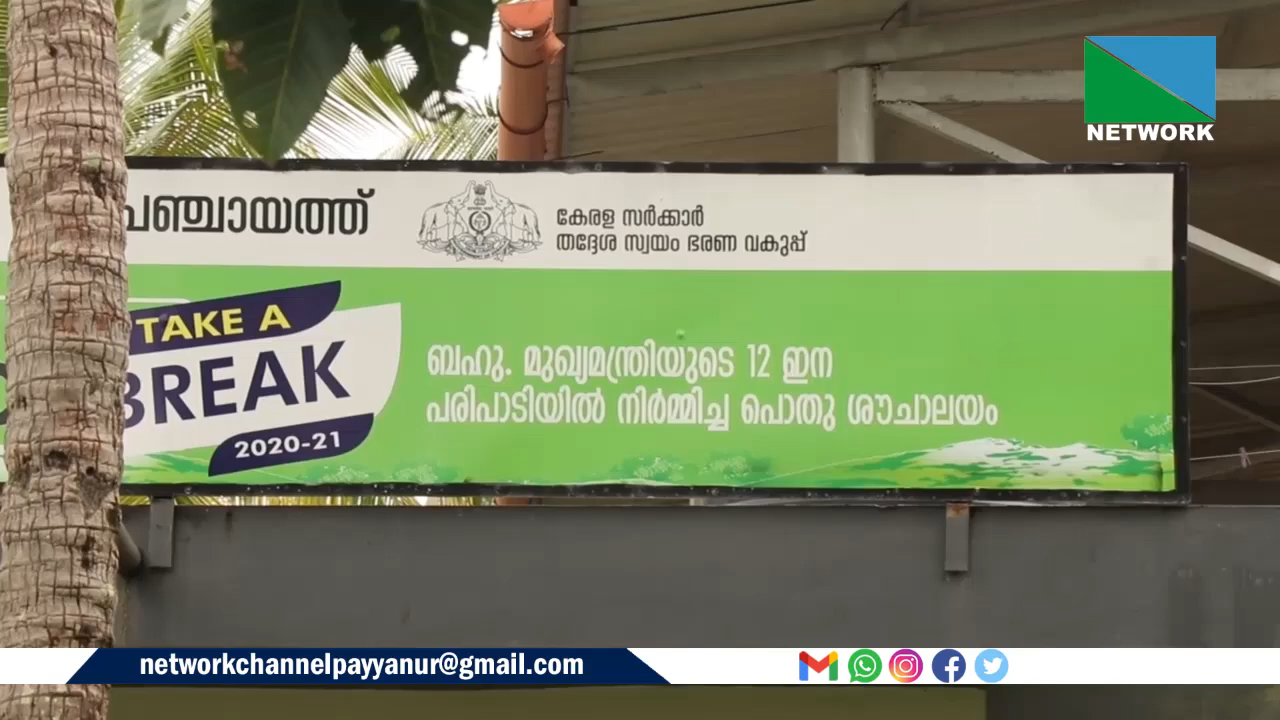 NETWORK
പഞ്ചായത്ത്
കേരള സർക്കാർ
തദ്ദേശ സ്വയം ഭരണ വകുപ്പ്
TAKE A
BREAK
2020-21
ബഹു. മുഖ്യമന്ത്രിയുടെ 12 ഇന
പരിപാടിയിൽ നിർമ്മിച്ച പൊതു ശൗചാലയം
networkchannelpayyanur@gmail.com